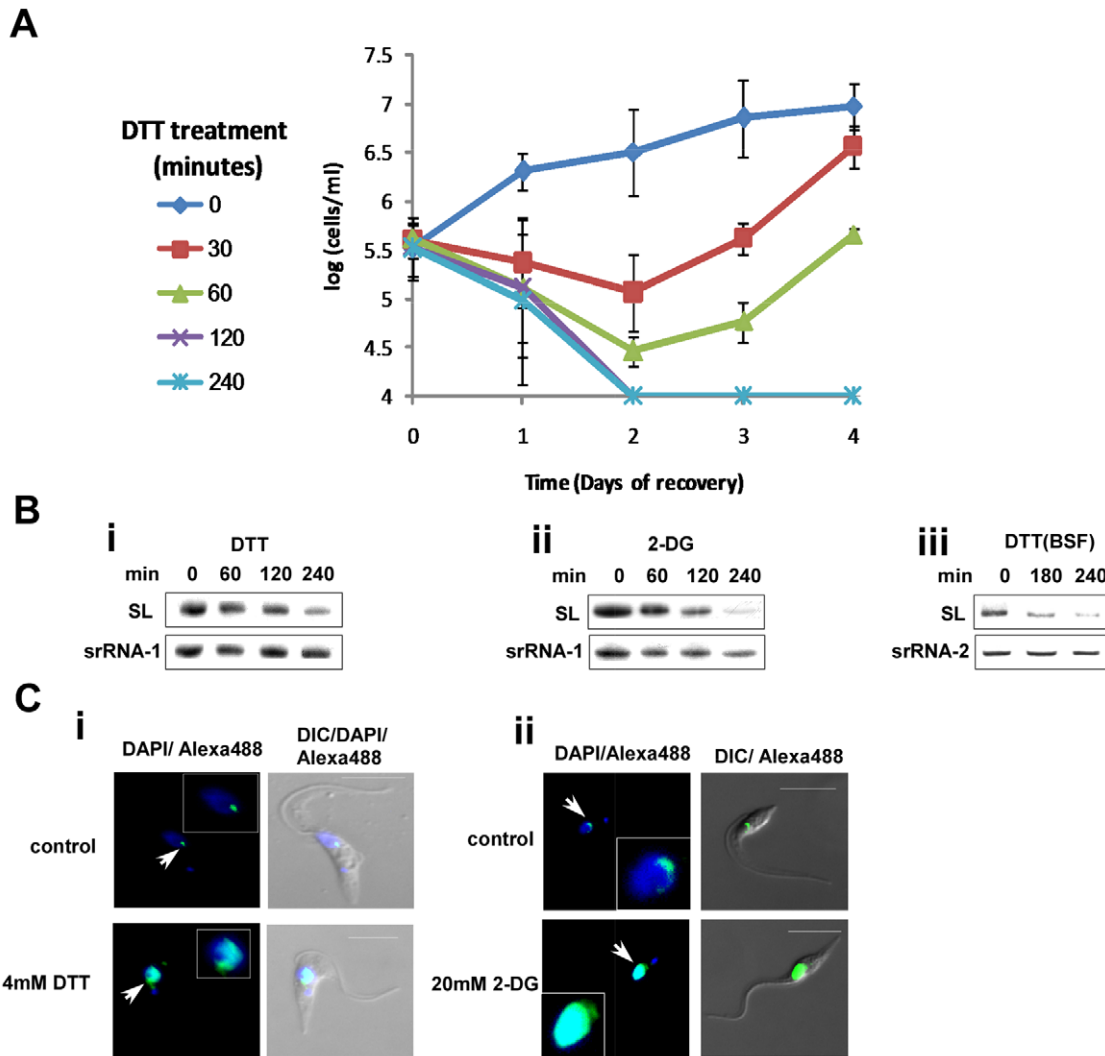 A
DTT treatment
(minutes)
0
30
60
120
240
log (cells/ml)
7.5
7
6.5
6
5.5
5
4.5
4
0 1 2 3 4
Time (Days of recovery)
B
i
DTT
min 0 60 120 240
SL
srRNA-1
ii
2-DG
min 0 60 120 240
SL
srRNA-1
iii
DTT(BSF)
min 0 180 240
SL
srRNA-2
C
i
DAPI/ Alexa488
DIC/DAPI/
Alexa488
control
4mM DTT
ii
DAPI/Alexa488
DIC/ Alexa488
control
20mM 2-DG